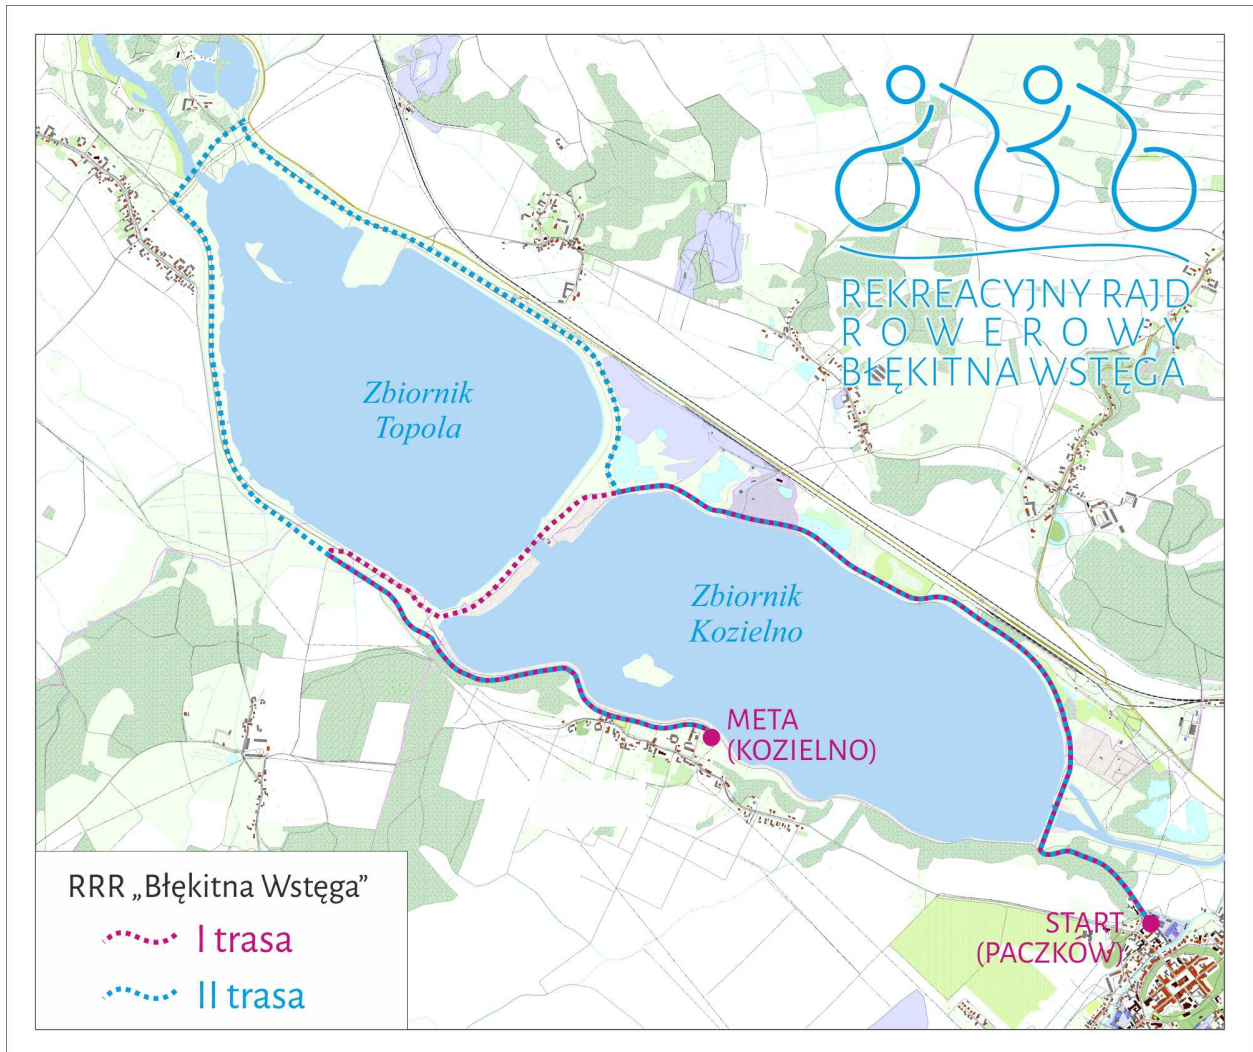 REKREACYJNY RAJD
ROWEROWY
BŁĘKITNA WSTĘGA
Zbiornik
Topola
Zbiornik
Kozielno
META
(KOZIELNO)
START
(PACZKÓW)
RRR „Błękitna Wstęga”
I trasa
II trasa